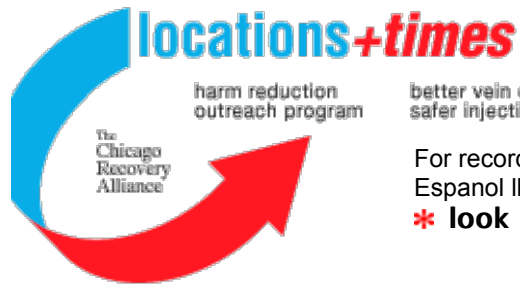 locations+times
harm reduction
outreach program
better vein
safer injecti
The
Chicago
Recovery
Alliance
For record
Espanol
* look